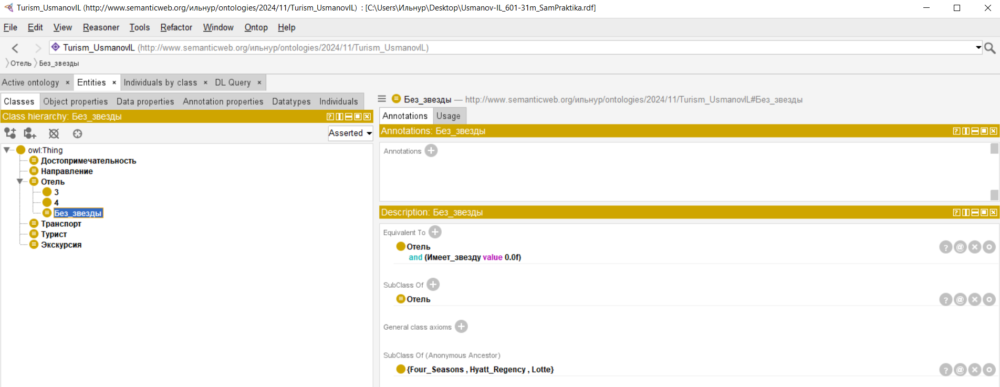 Turism_UsmanovIL (http://www.semanticweb.org/ильнур/ontologies/2024/11/Turism_UsmanovIL) : [C:\Users\Ильнур\Desktop\Usmanov-IL_601-31m_SamPraktika.rdf]
File Edit View Reasoner Tools Refactor Window Ontop Help
Turism_UsmanovIL (http://www.semanticweb.org/ильнур/ontologies/2024/11/Turism_UsmanovIL)
Отель Без_звезды
Active ontology × Entities × Individuals by class × DL Query ×
Classes Object properties Data properties Annotation properties Datatypes Individuals
Class hierarchy: Без_звезды
Asserted
owl:Thing
Достопримечательность
Направление
Отель
3
4
Без_звезды
Транспорт
Турист
Экскурсия
Без_звезды — http://www.semanticweb.org/ильнур/ontologies/2024/11/Turism_UsmanovIL#Без_звезды
Annotations Usage
Annotations: Без_звезды
Annotations
Description: Без_звезды
Equivalent To
Отель
and (Имеет_звезду value 0.0f)
SubClass Of
Отель
General class axioms
SubClass Of (Anonymous Ancestor)
{Four_Seasons , Hyatt_Regency , Lotte}